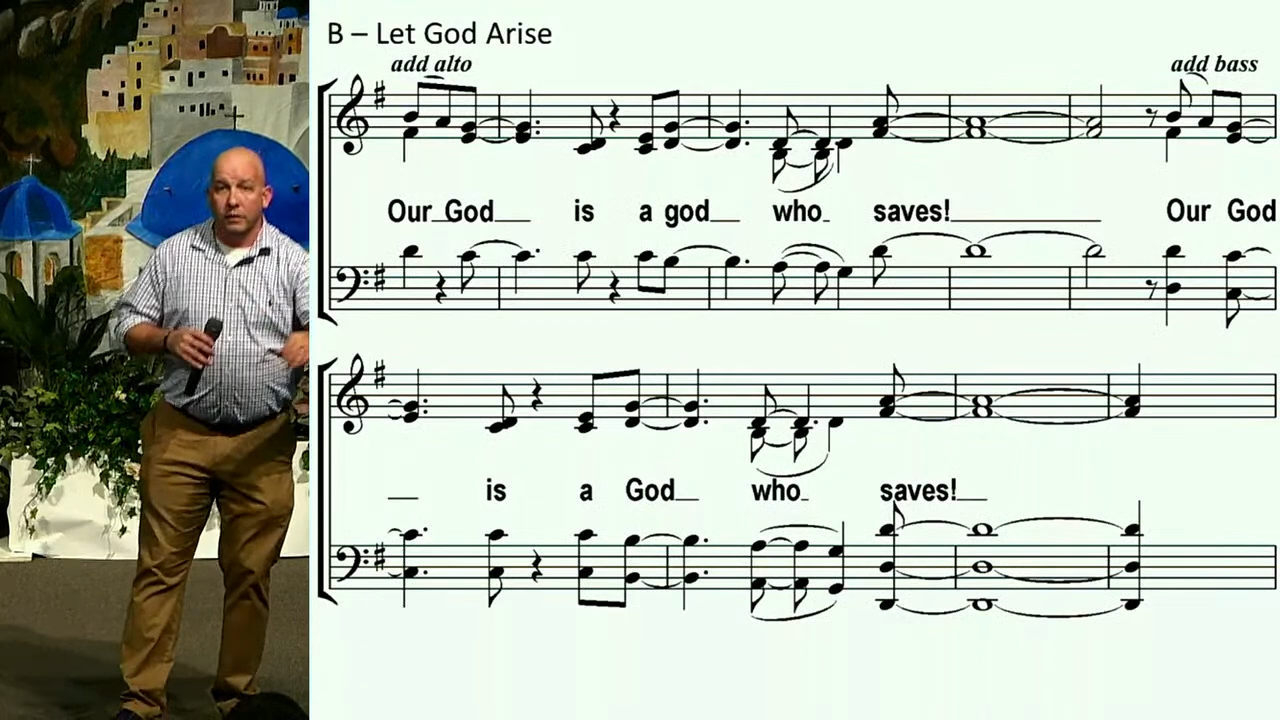 B – Let God Arise
add alto
add bass
Our God is a god who saves! Our God
is a God who saves!